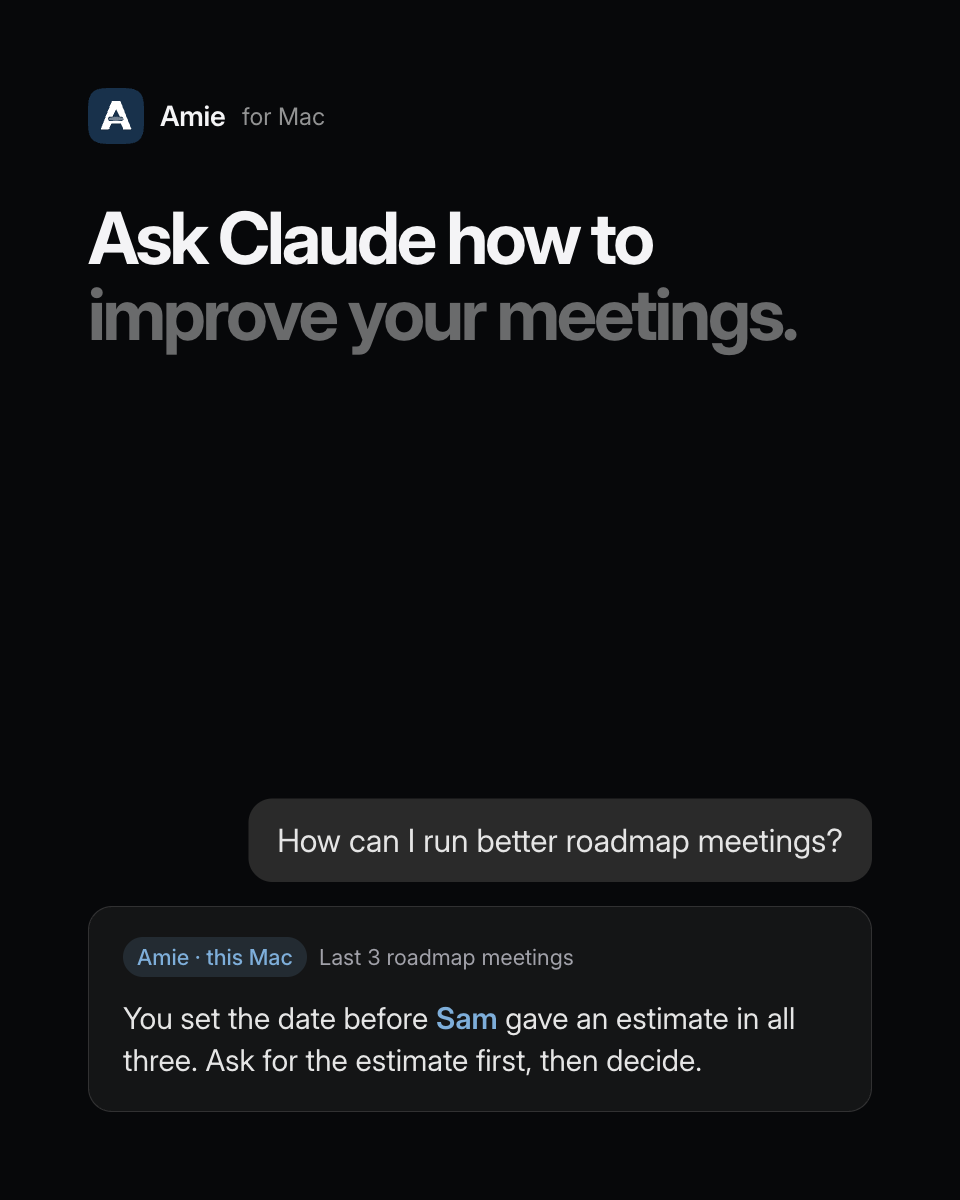 Amie for Mac
Ask Claude how to
improve your meetings.
How can I run better roadmap meetings?
Amie · this Mac Last 3 roadmap meetings
You set the date before Sam gave an estimate in all
three. Ask for the estimate first, then decide.